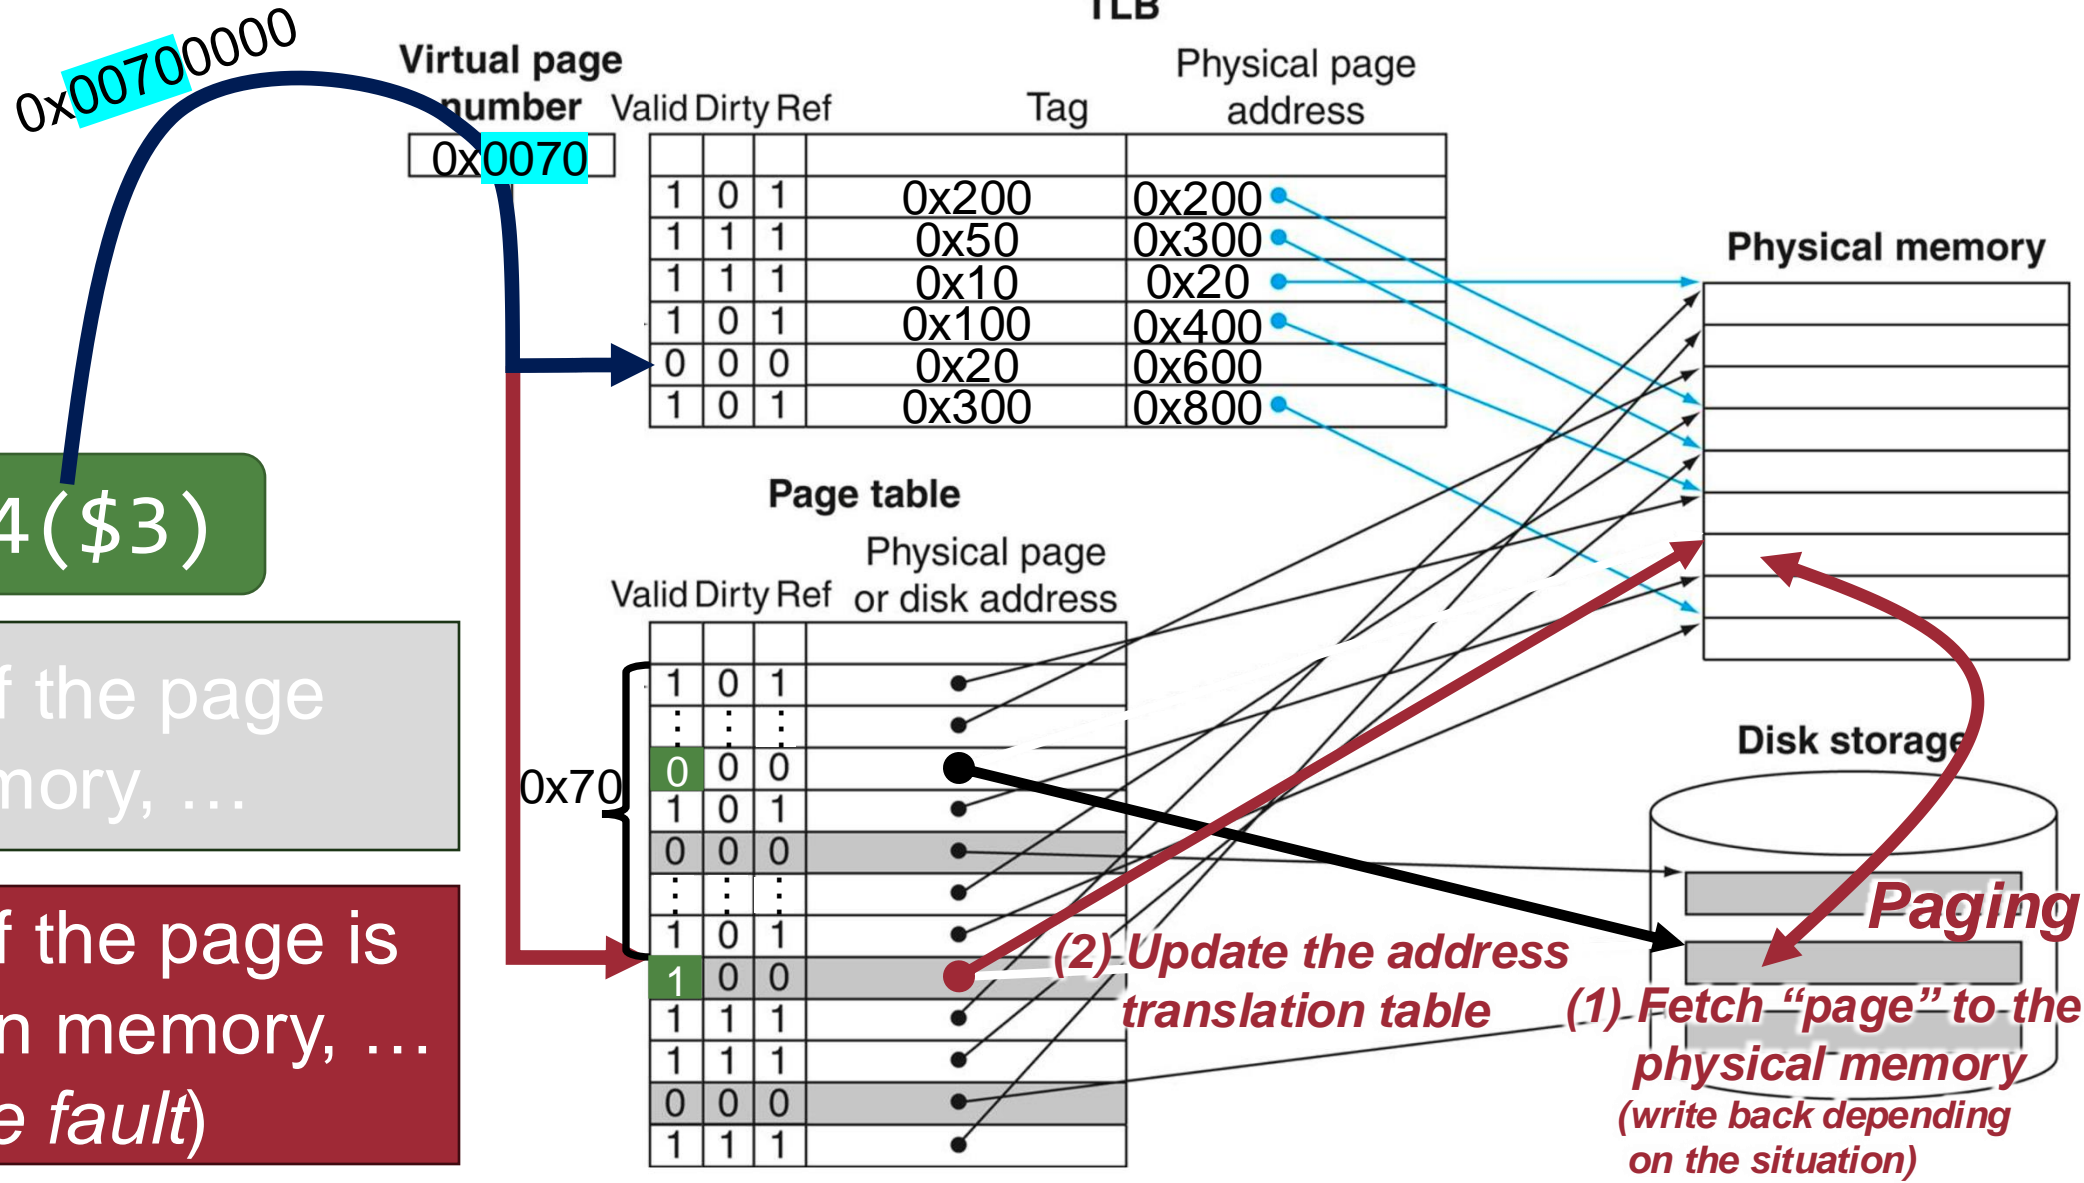 TLB
0x00700000
Virtual page
number
0x0070
Valid Dirty Ref
Tag
Physical page
address
1 0 1 0x200 0x200
1 1 1 0x50 0x300
1 1 1 0x10 0x20
1 0 1 0x100 0x400
0 0 0 0x20 0x600
1 0 1 0x300 0x800
Physical memory
4($3)
f the page
mory, …
f the page is
n memory, …
e fault)
Page table
Physical page
Valid Dirty Ref or disk address
0x70
1 0 1
⋮ ⋮ ⋮
0 0 0
1 0 1
0 0 0
⋮ ⋮ ⋮
1 0 1
1 0 0
1 1 1
1 1 1
0 0 0
1 1 1
Disk storage
Paging
(2) Update the address
translation table
(1) Fetch “page” to the
physical memory
(write back depending
on the situation)